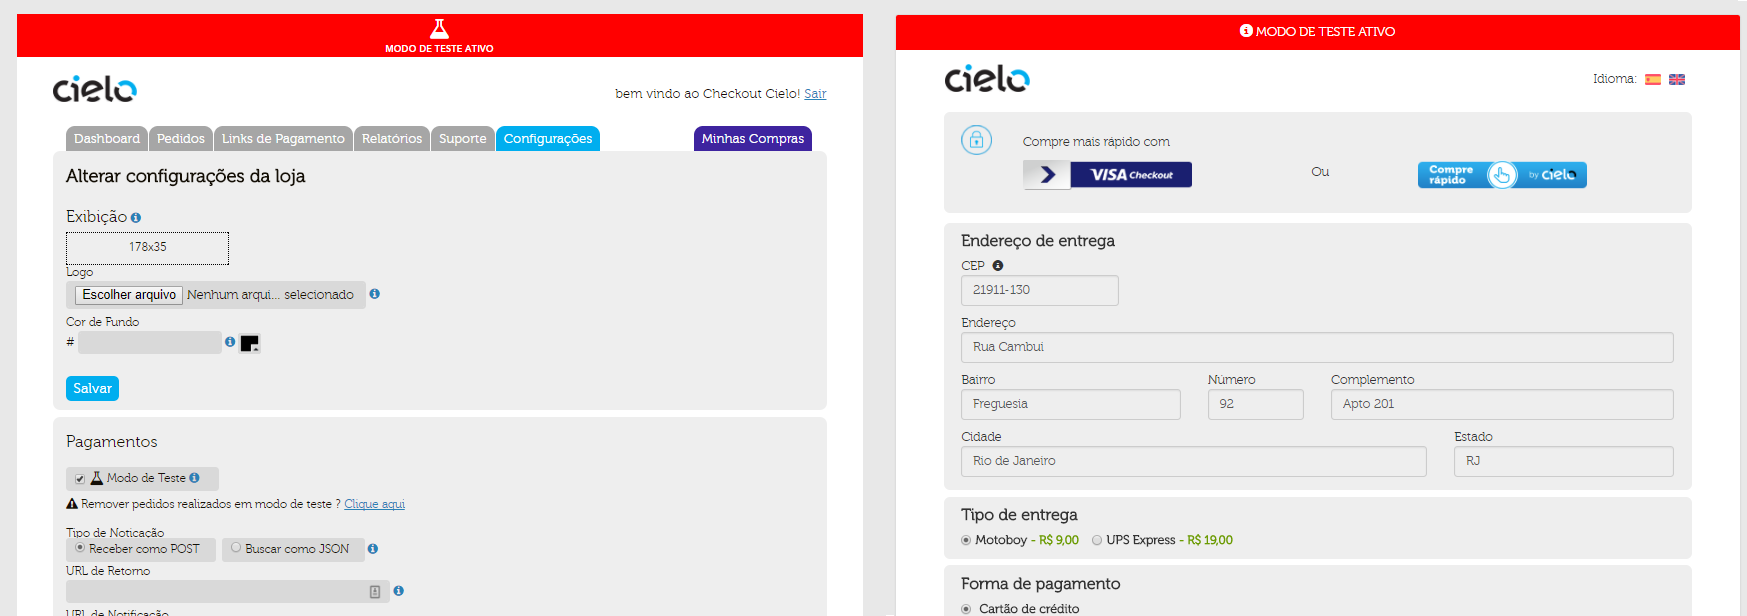 MODO DE TESTE ATIVO
cielo
bem vindo ao Checkout Cielo! Sair
Dashboard Pedidos Links de Pagamento Relatórios Suporte Configurações Minhas Compras
Alterar configurações da loja
Exibição
178x35
Logo
Escolher arquivo Nenhum arqui... selecionado
Cor de Fundo
#
Salvar
Pagamentos
Modo de Teste
Remover pedidos realizados em modo de teste ? Clique aqui
Tipo de Noticação
Receber como POST Buscar como JSON
URL de Retorno
URL de Notificação
MODO DE TESTE ATIVO
cielo
Idioma:
Compre mais rápido com
VISA Checkout
Ou
Compre rápido by cielo
Endereço de entrega
CEP
21911-130
Endereço
Rua Cambui
Bairro Número Complemento
Freguesia 92 Apto 201
Cidade Estado
Rio de Janeiro RJ
Tipo de entrega
Motoboy - R$ 9,00 UPS Express - R$ 19,00
Forma de pagamento
Cartão de crédito